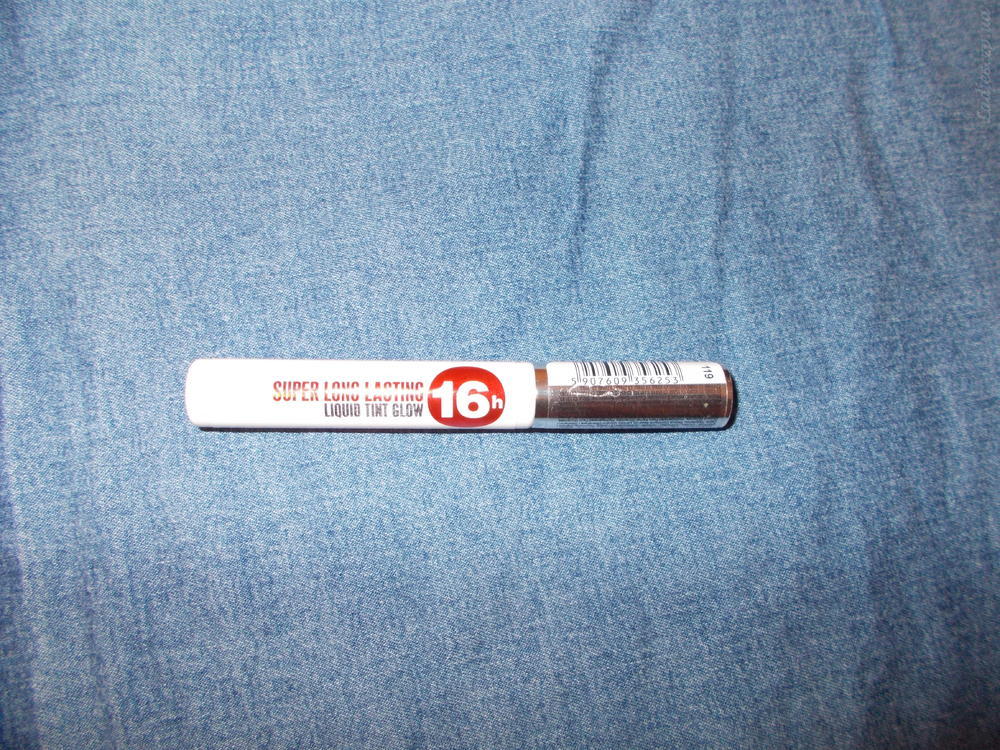 SUPER LONG LASTING
LIQUID TINT GLOW
16h
5 907609 356253
119